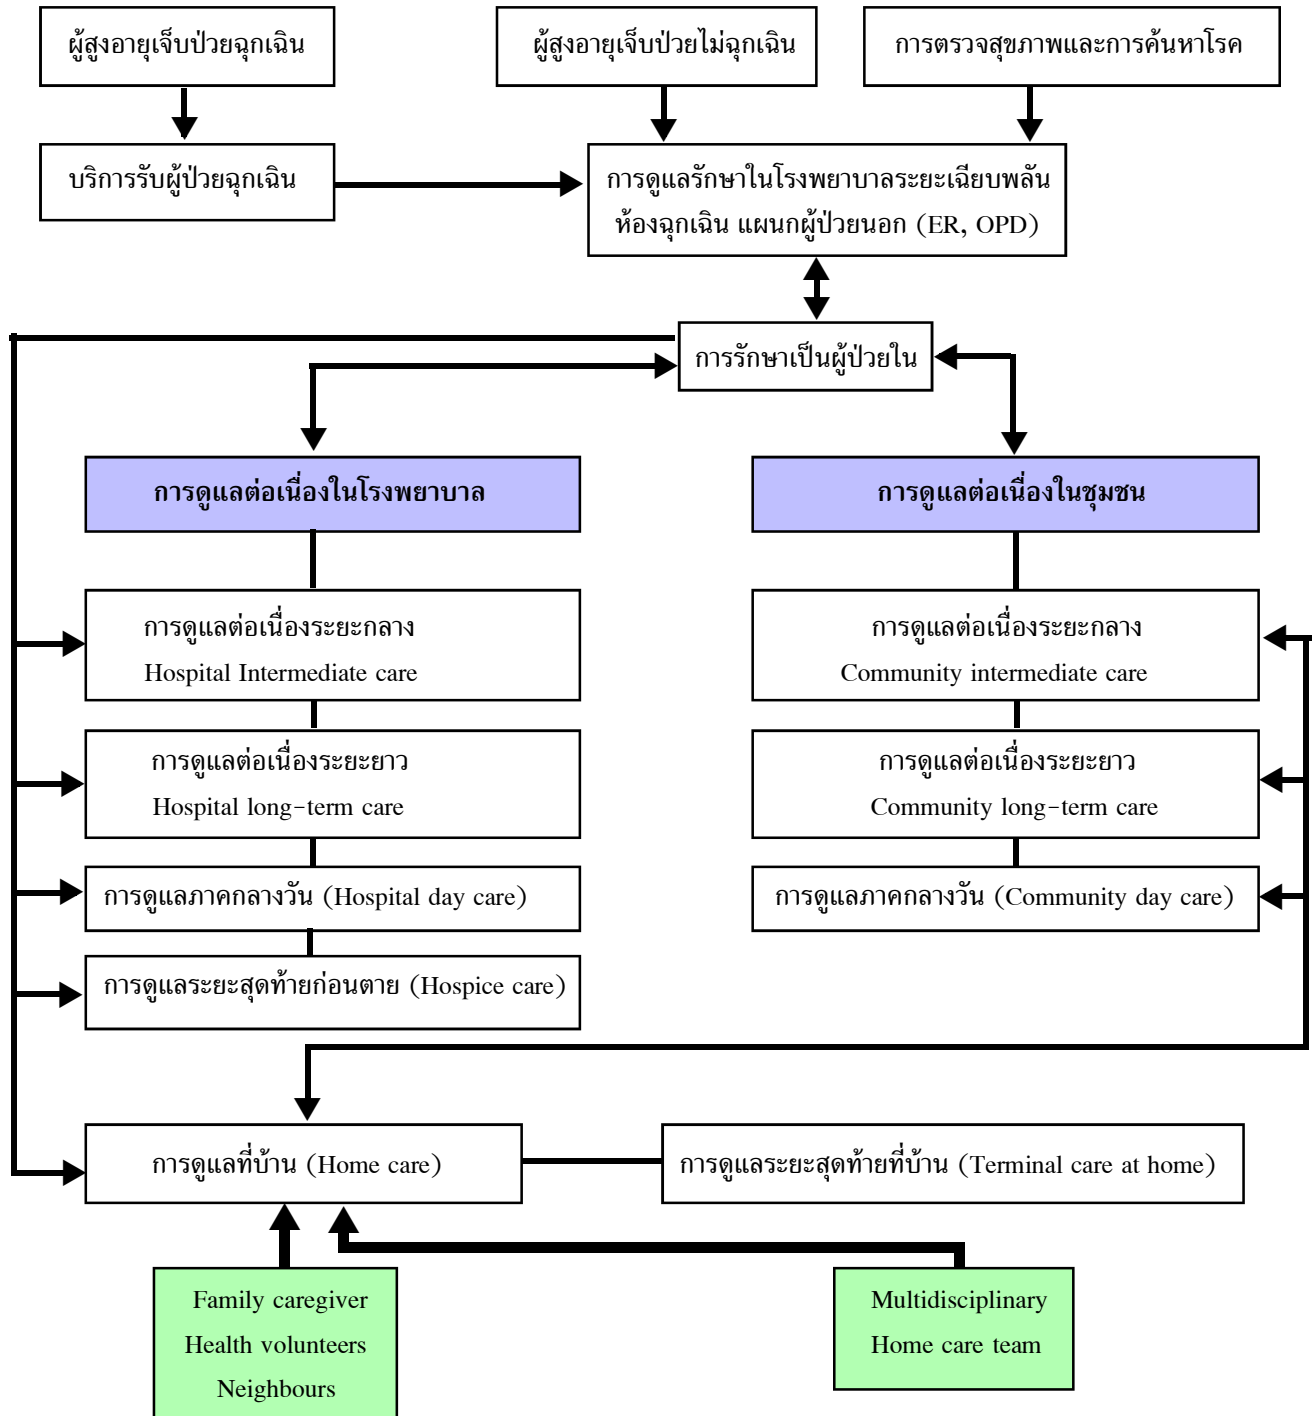 ผู้สูงอายุเจ็บป่วยฉุกเฉิน
ผู้สูงอายุเจ็บป่วยไม่ฉุกเฉิน
การตรวจสุขภาพและการค้นหาโรค
บริการรับผู้ป่วยฉุกเฉิน
การดูแลรักษาในโรงพยาบาลระยะเฉียบพลัน
ห้องฉุกเฉิน แผนกผู้ป่วยนอก (ER, OPD)
การรักษาเป็นผู้ป่วยใน
การดูแลต่อเนื่องในโรงพยาบาล
การดูแลต่อเนื่องระยะกลาง
Hospital Intermediate care
การดูแลต่อเนื่องระยะยาว
Hospital long-term care
การดูแลภาคกลางวัน (Hospital day care)
การดูแลระยะสุดท้ายก่อนตาย (Hospice care)
การดูแลต่อเนื่องในชุมชน
การดูแลต่อเนื่องระยะกลาง
Community intermediate care
การดูแลต่อเนื่องระยะยาว
Community long-term care
การดูแลภาคกลางวัน (Community day care)
การดูแลที่บ้าน (Home care)
การดูแลระยะสุดท้ายที่บ้าน (Terminal care at home)
Family caregiver
Health volunteers
Neighbours
Multidisciplinary
Home care team